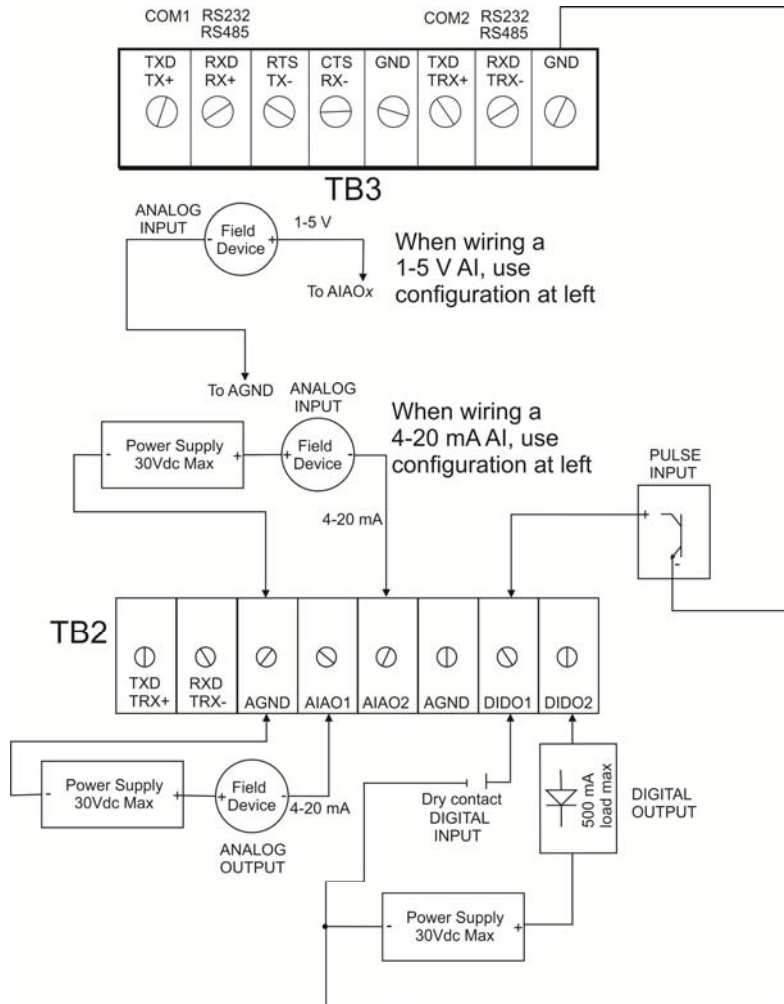 COM1 RS232
RS485
COM2 RS232
RS485
TXD
TX+
RXD
RX+
RTS
TX-
CTS
RX-
GND
TXD
TRX+
RXD
TRX-
GND
TB3
ANALOG
INPUT
- Field
Device +
1-5 V
To AIAOx
When wiring a
1-5 V AI, use
configuration at left
To AGND
ANALOG
INPUT
When wiring a
4-20 mA AI, use
configuration at left
- Power Supply
30Vdc Max +
+ Field
Device -
4-20 mA
PULSE
INPUT
+
-
TB2
TXD
TRX+
RXD
TRX-
AGND
AIAO1
AIAO2
AGND
DIDO1
DIDO2
- Power Supply
30Vdc Max +
+ Field
Device -
4-20 mA
ANALOG
OUTPUT
Dry contact
DIGITAL
INPUT
500 mA
load max
DIGITAL
OUTPUT
- Power Supply
30Vdc Max +